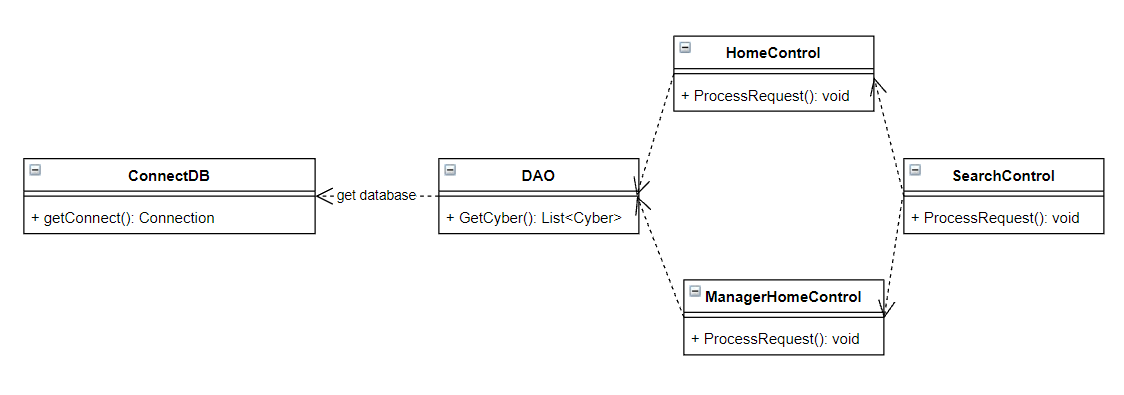 HomeControl
+ ProcessRequest(): void
ConnectDB
+ getConnect(): Connection
get database
DAO
+ GetCyber(): List<Cyber>
SearchControl
+ ProcessRequest(): void
ManagerHomeControl
+ ProcessRequest(): void